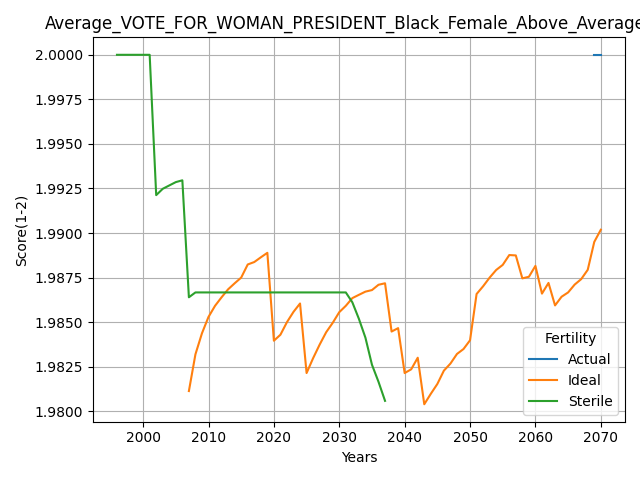 Average_VOTE_FOR_WOMAN_PRESIDENT_Black_Female_Above_Average
2.0000
1.9975
1.9950
1.9925
1.9900
1.9875
1.9850
1.9825
1.9800
Score(1-2)
2000 2010 2020 2030 2040 2050 2060 2070
Years
Fertility
Actual
Ideal
Sterile